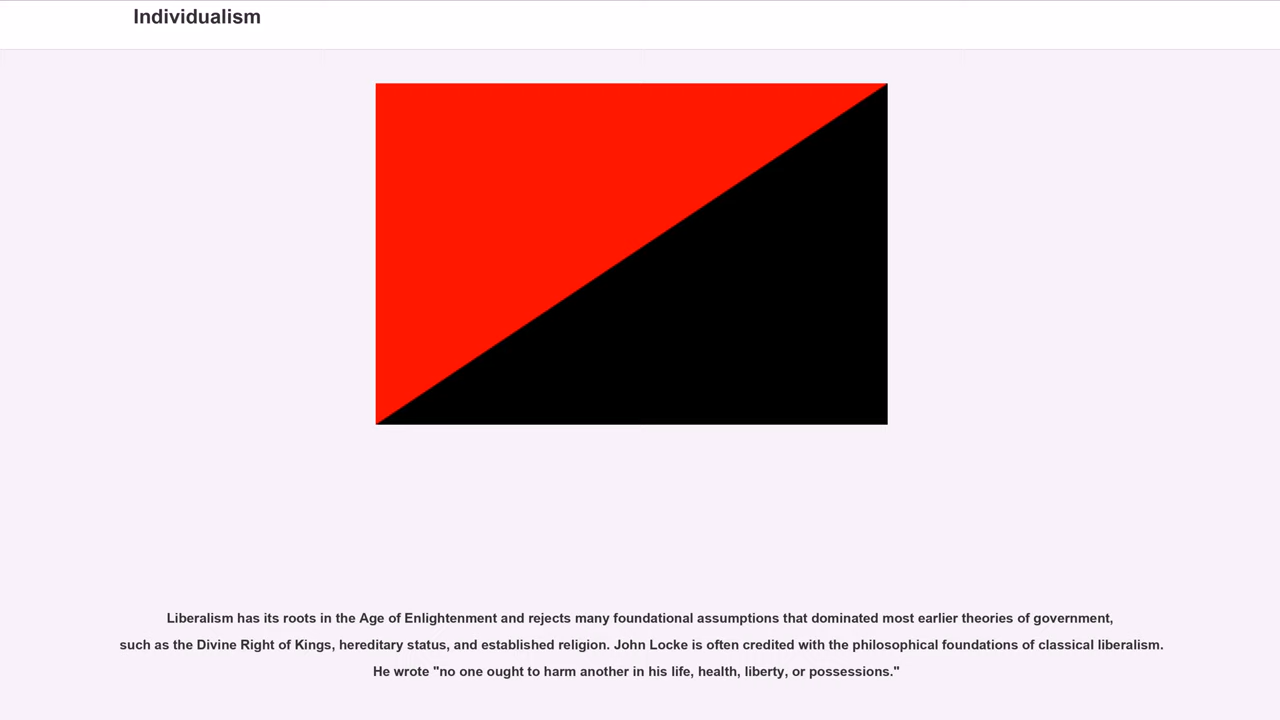 Individualism
Liberalism has its roots in the Age of Enlightenment and rejects many foundational assumptions that dominated most earlier theories of government,
such as the Divine Right of Kings, hereditary status, and established religion. John Locke is often credited with the philosophical foundations of classical liberalism.
He wrote "no one ought to harm another in his life, health, liberty, or possessions."